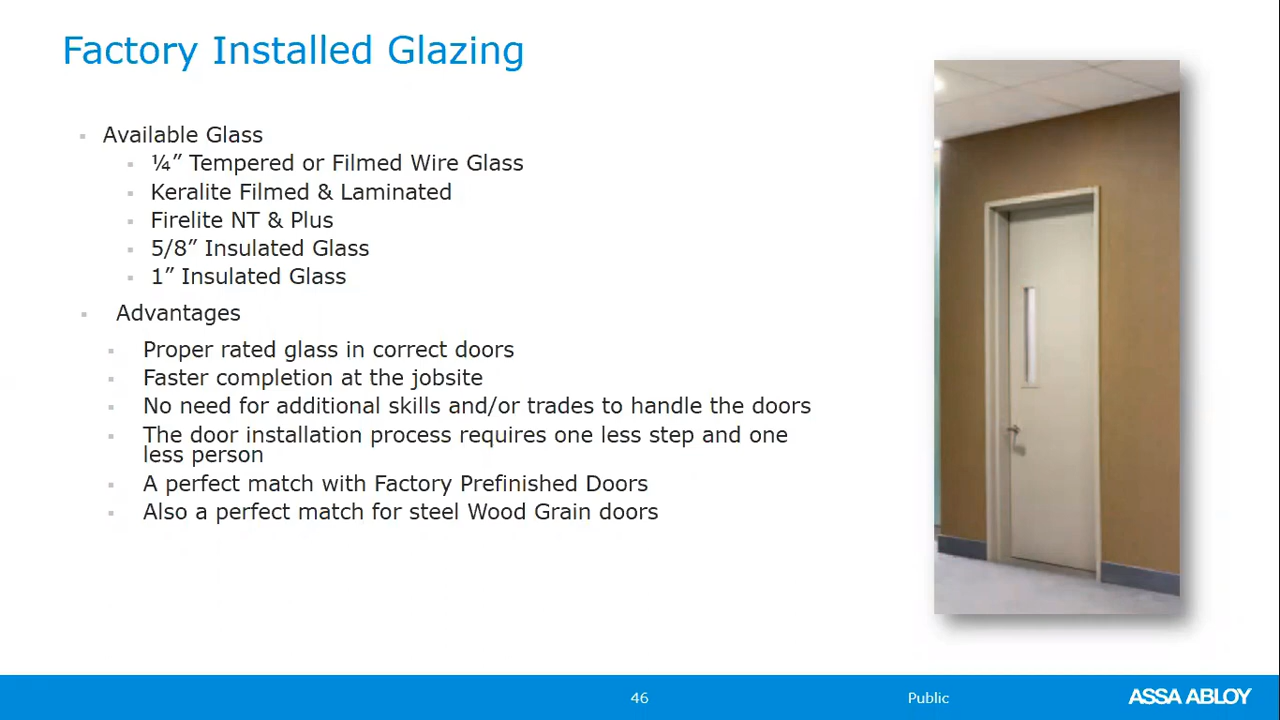 Factory Installed Glazing
Available Glass
¼” Tempered or Filmed Wire Glass
Keralite Filmed & Laminated
Firelite NT & Plus
5/8” Insulated Glass
1” Insulated Glass
Advantages
Proper rated glass in correct doors
Faster completion at the jobsite
No need for additional skills and/or trades to handle the doors
The door installation process requires one less step and one
less person
A perfect match with Factory Prefinished Doors
Also a perfect match for steel Wood Grain doors
46
Public
ASSA ABLOY